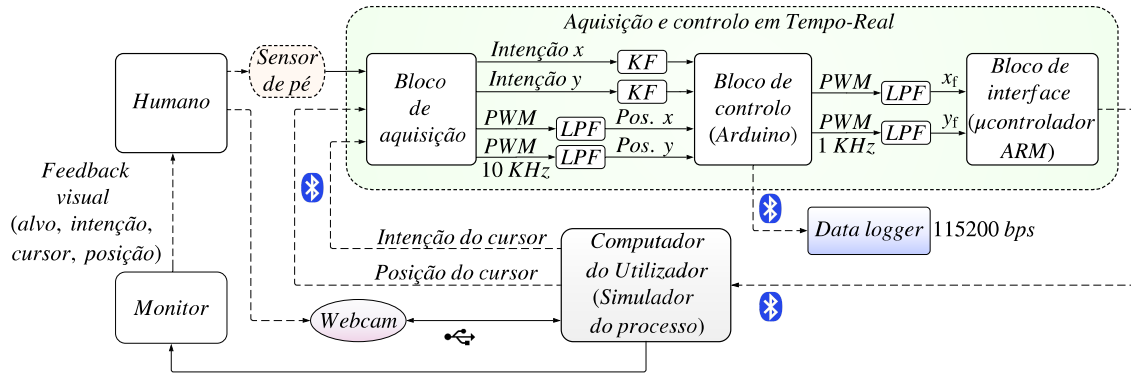 Aquisição e controlo em Tempo-Real
Humano
Sensor
de pé
Bloco
de
aquisição
Intenção x
Intenção y
PWM
PWM
10 KHz
KF
KF
LPF
LPF
Pos. x
Pos. y
Bloco de
controlo
(Arduino)
PWM
PWM
1 KHz
LPF
LPF
xf
yf
Bloco de
interface
(μcontrolador
ARM)
Feedback
visual
(alvo, intenção,
cursor, posição)
Monitor
Intenção do cursor
Posição do cursor
Webcam
Computador
do Utilizador
(Simulador
do processo)
Data logger
115200 bps